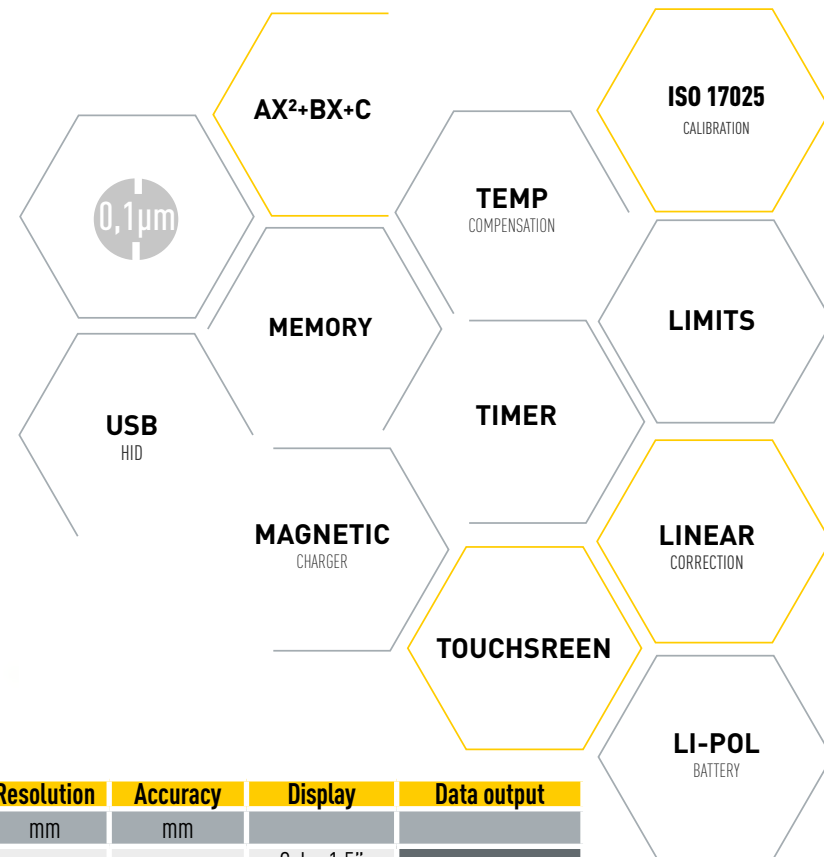 AX²+BX+C
ISO 17025
CALIBRATION
0,1µm
TEMP
COMPENSATION
MEMORY
LIMITS
USB
HID
TIMER
MAGNETIC
CHARGER
LINEAR
CORRECTION
TOUCHSREEN
LI-POL
BATTERY
Resolution Accuracy Display Data output
mm mm